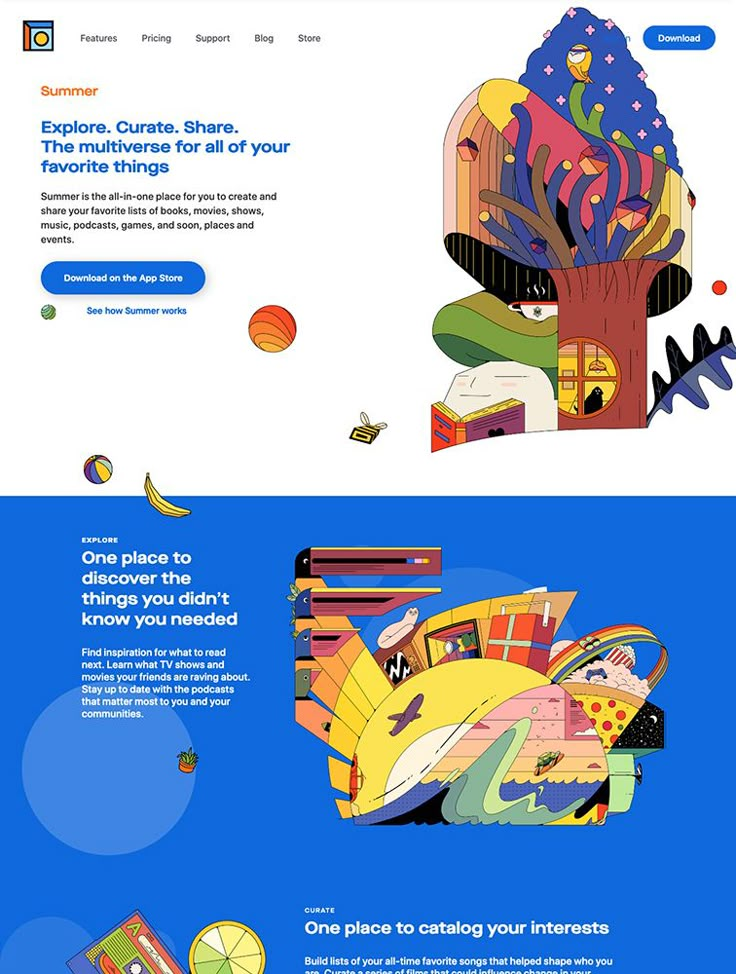 Features
Pricing
Support
Blog
Store
Download
Summer
Explore. Curate. Share.
The multiverse for all of your
favorite things
Summer is the all-in-one place for you to create and
share your favorite lists of books, movies, shows,
music, podcasts, games, and soon, places and
events.
Download on the App Store
See how Summer works
EXPLORE
One place to
discover the
things you didn't
know you needed
Find inspiration for what to read
next. Learn what TV shows and
movies your friends are raving about.
Stay up to date with the podcasts
that matter most to you and your
communities.
CURATE
One place to catalog your interests
Build lists of your all-time favorite songs that helped shape who you
are. Curate a series of films that could influence change in your